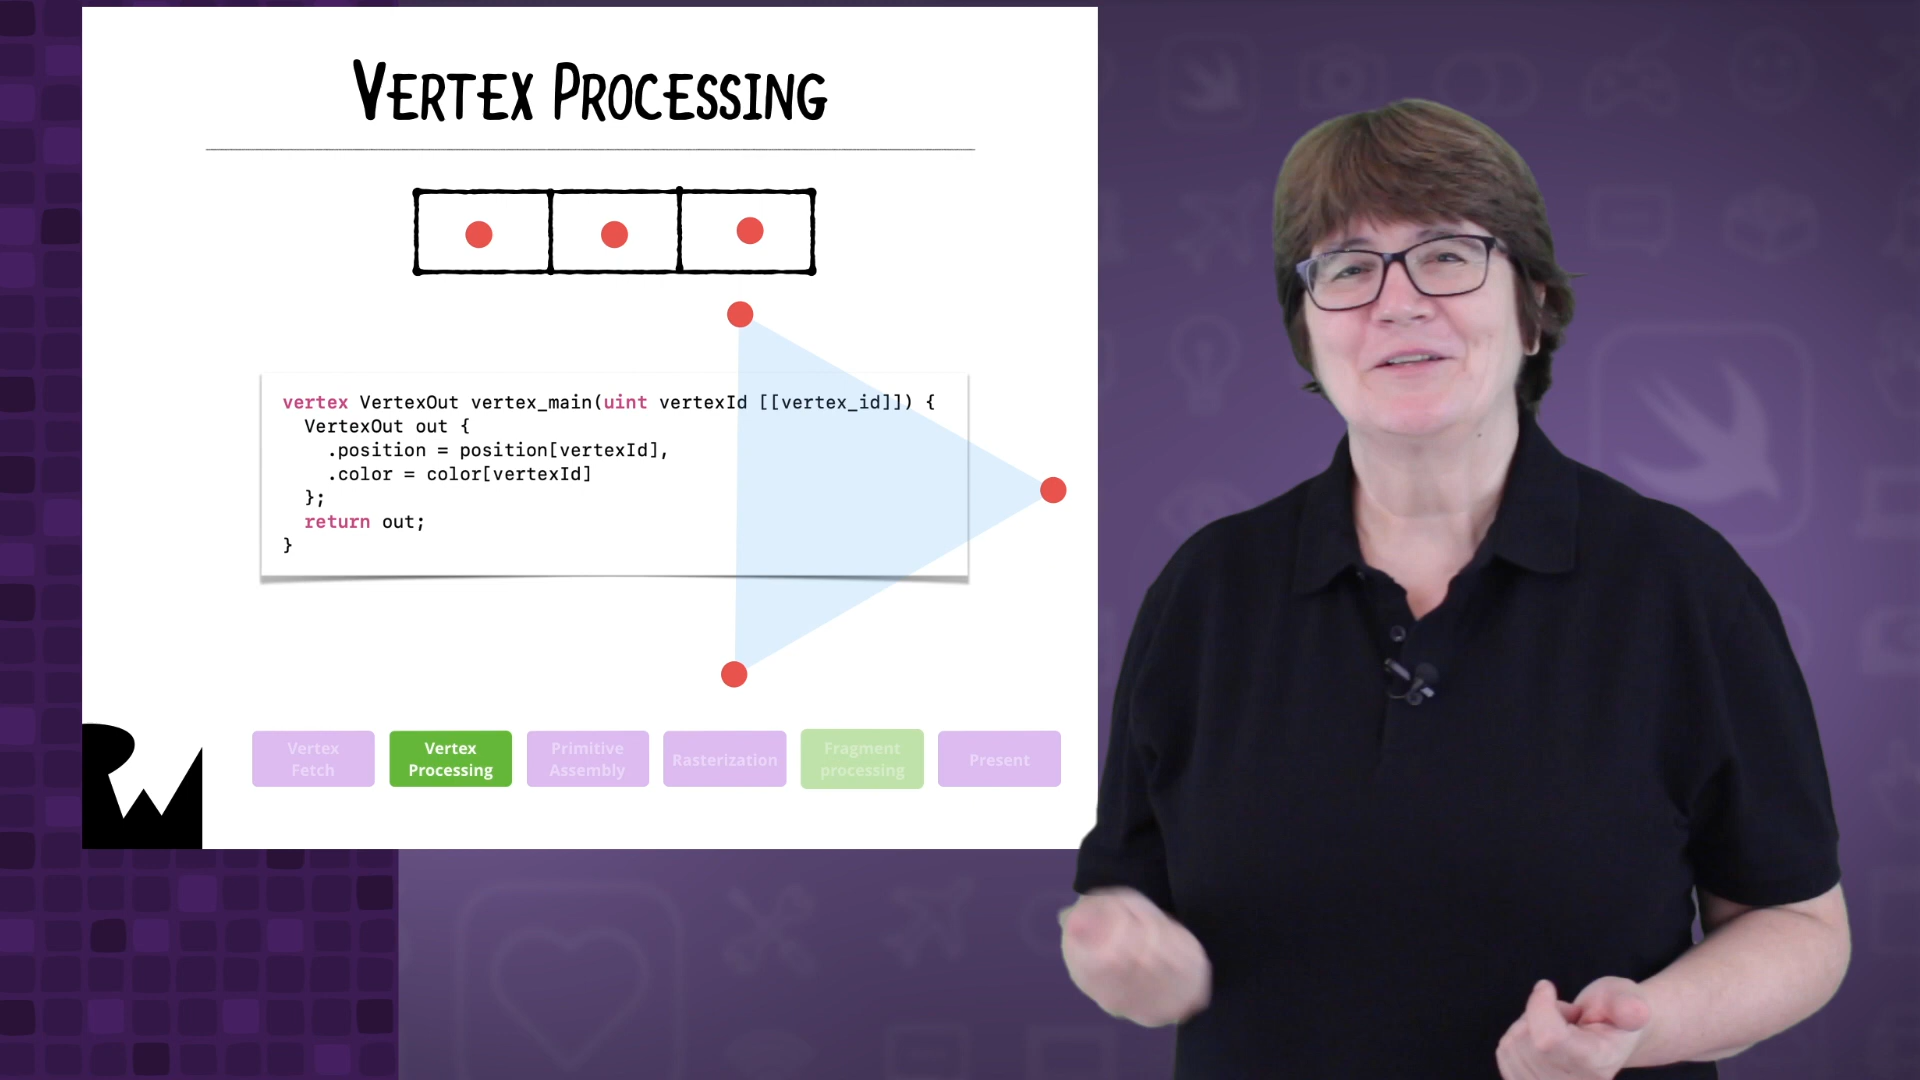 VERTEX PROCESSING
vertex VertexOut vertex_main(uint vertexId [[vertex_id]]) {
  VertexOut out {
    .position = position[vertexId],
    .color = color[vertexId]
  };
  return out;
}
Vertex
Fetch
Vertex
Processing
Primitive
Assembly
Rasterization
Fragment
processing
Present
RW